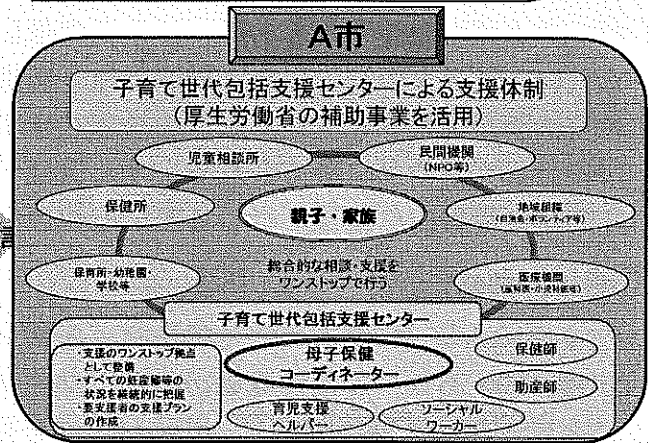 A市
子育て世代包括支援センターによる支援体制
(厚生労働省の補助事業を活用)
児童相談所
民間機関
(NPO等)
保健所
親子・家族
地域組織
(自治会・ボランティア等)
保育所・幼稚園・
学校等
総合的な相談・支援を
ワンストップで行う
医療機関
(産科医・小児科医等)
子育て世代包括支援センター
・支援のワンストップ拠点
として整備
・すべての妊産婦等の
状況を継続的に把握
・要支援者の支援プラン
の作成
母子保健
コーディネーター
保健師
助産師
育児支援
ヘルパー
ソーシャル
ワーカー